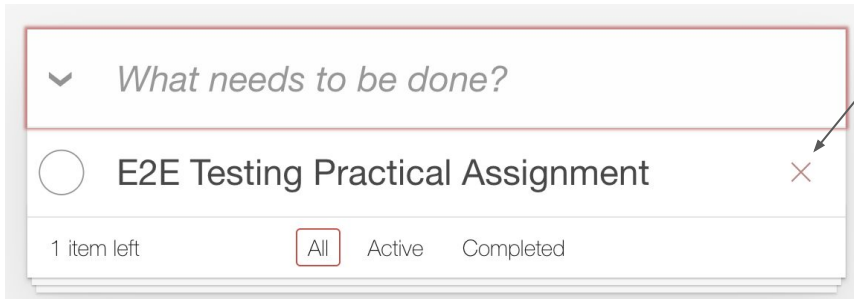 What needs to be done?
E2E Testing Practical Assignment
1 item left All Active Completed